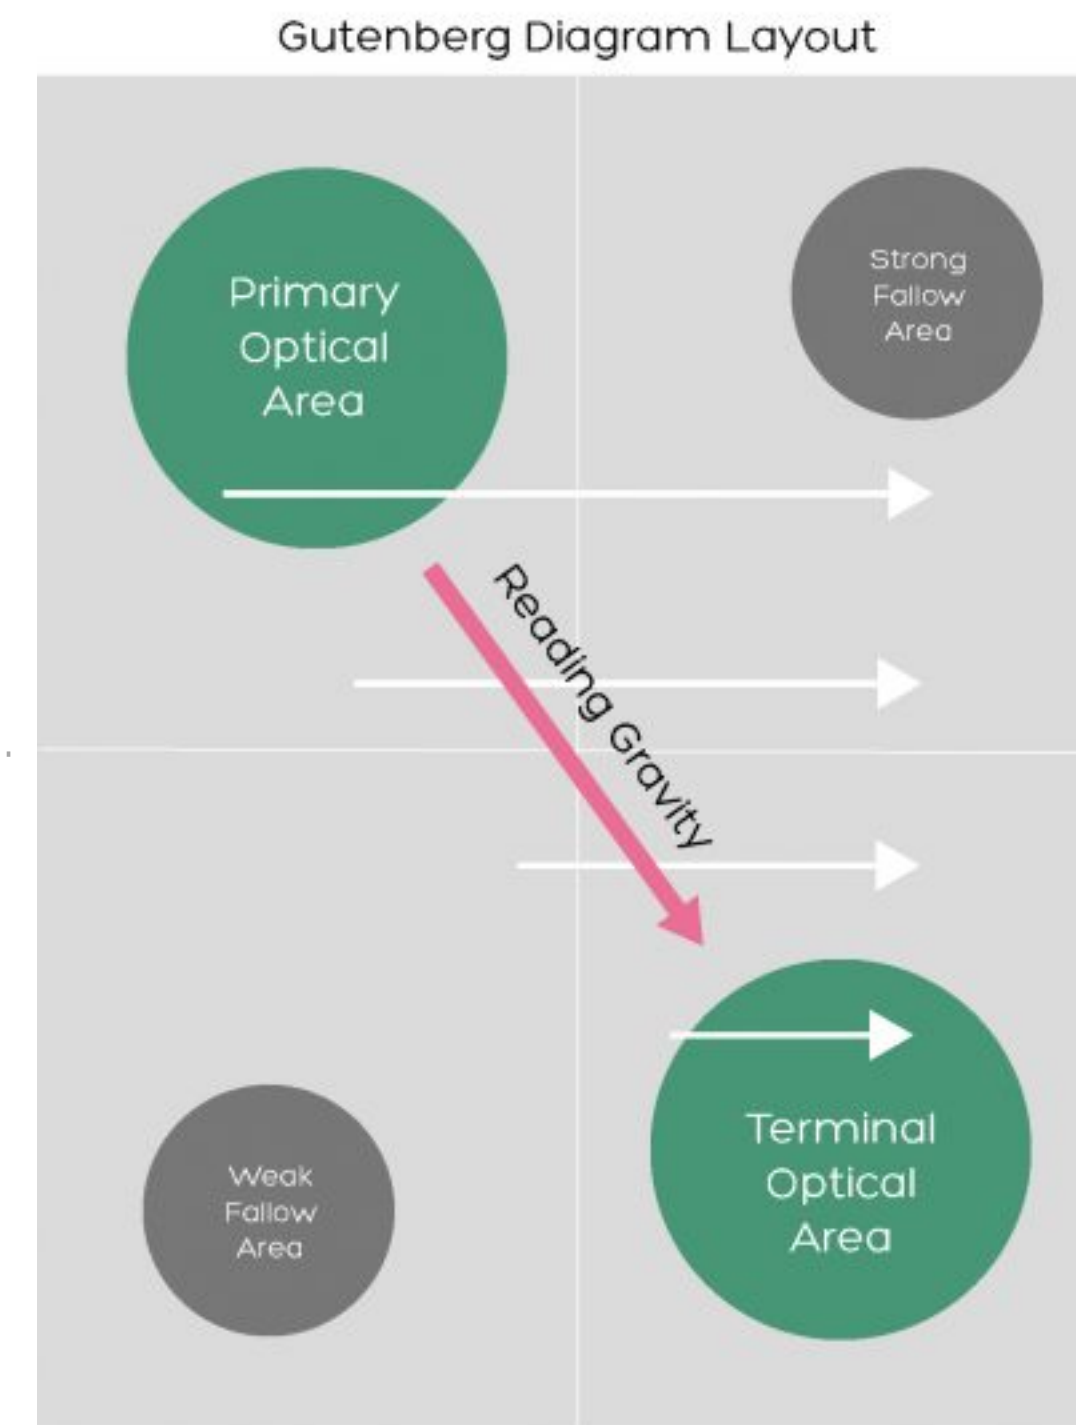 Gutenberg Diagram Layout
Primary
Optical
Area
Strong
Fallow
Area
Reading Gravity
Weak
Fallow
Area
Terminal
Optical
Area